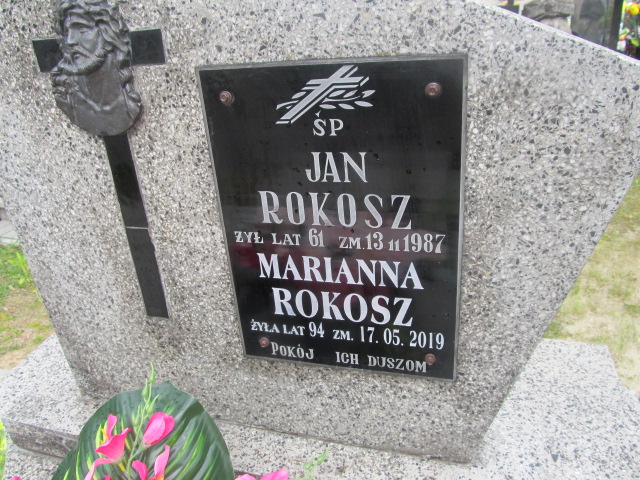 ŚP
JAN
ROKOSZ
ŻYŁ LAT 61 ZM. 13 11 1987
MARIANNA
ROKOSZ
ŻYŁA LAT 94 ZM. 17. 05. 2019
POKÓJ ICH DUSZOM